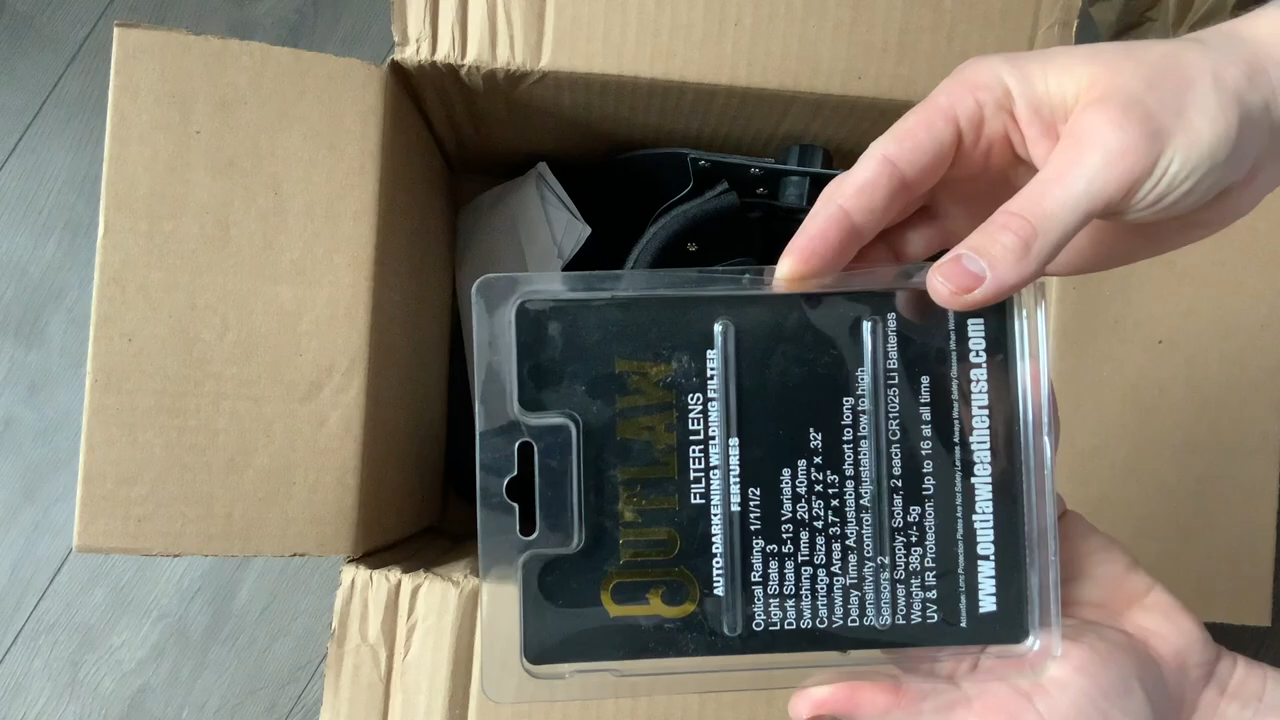 OUTLAW
FILTER LENS
AUTO-DARKENING WELDING FILTER
FERTURES
Optical Rating: 1/1/1/2
Light State: 3
Dark State: 5-13 Variable
Switching Time: .20-.40ms
Cartridge Size: 4.25" x 2" x .32"
Viewing Area: 3.7" x 1.3"
Delay Time: Adjustable short to long
Sensitivity control: Adjustable low to high
Sensors: 2
Power Supply: Solar, 2 each CR1025 Li Batteries
Weight: 38g +/- 5g
UV & IR Protection: Up to 16 at all time
Attantion: Lens Protection Plates Are Not Safety Lenses. Always Wear Safety Glasses When
www.outlawleatherusa.com